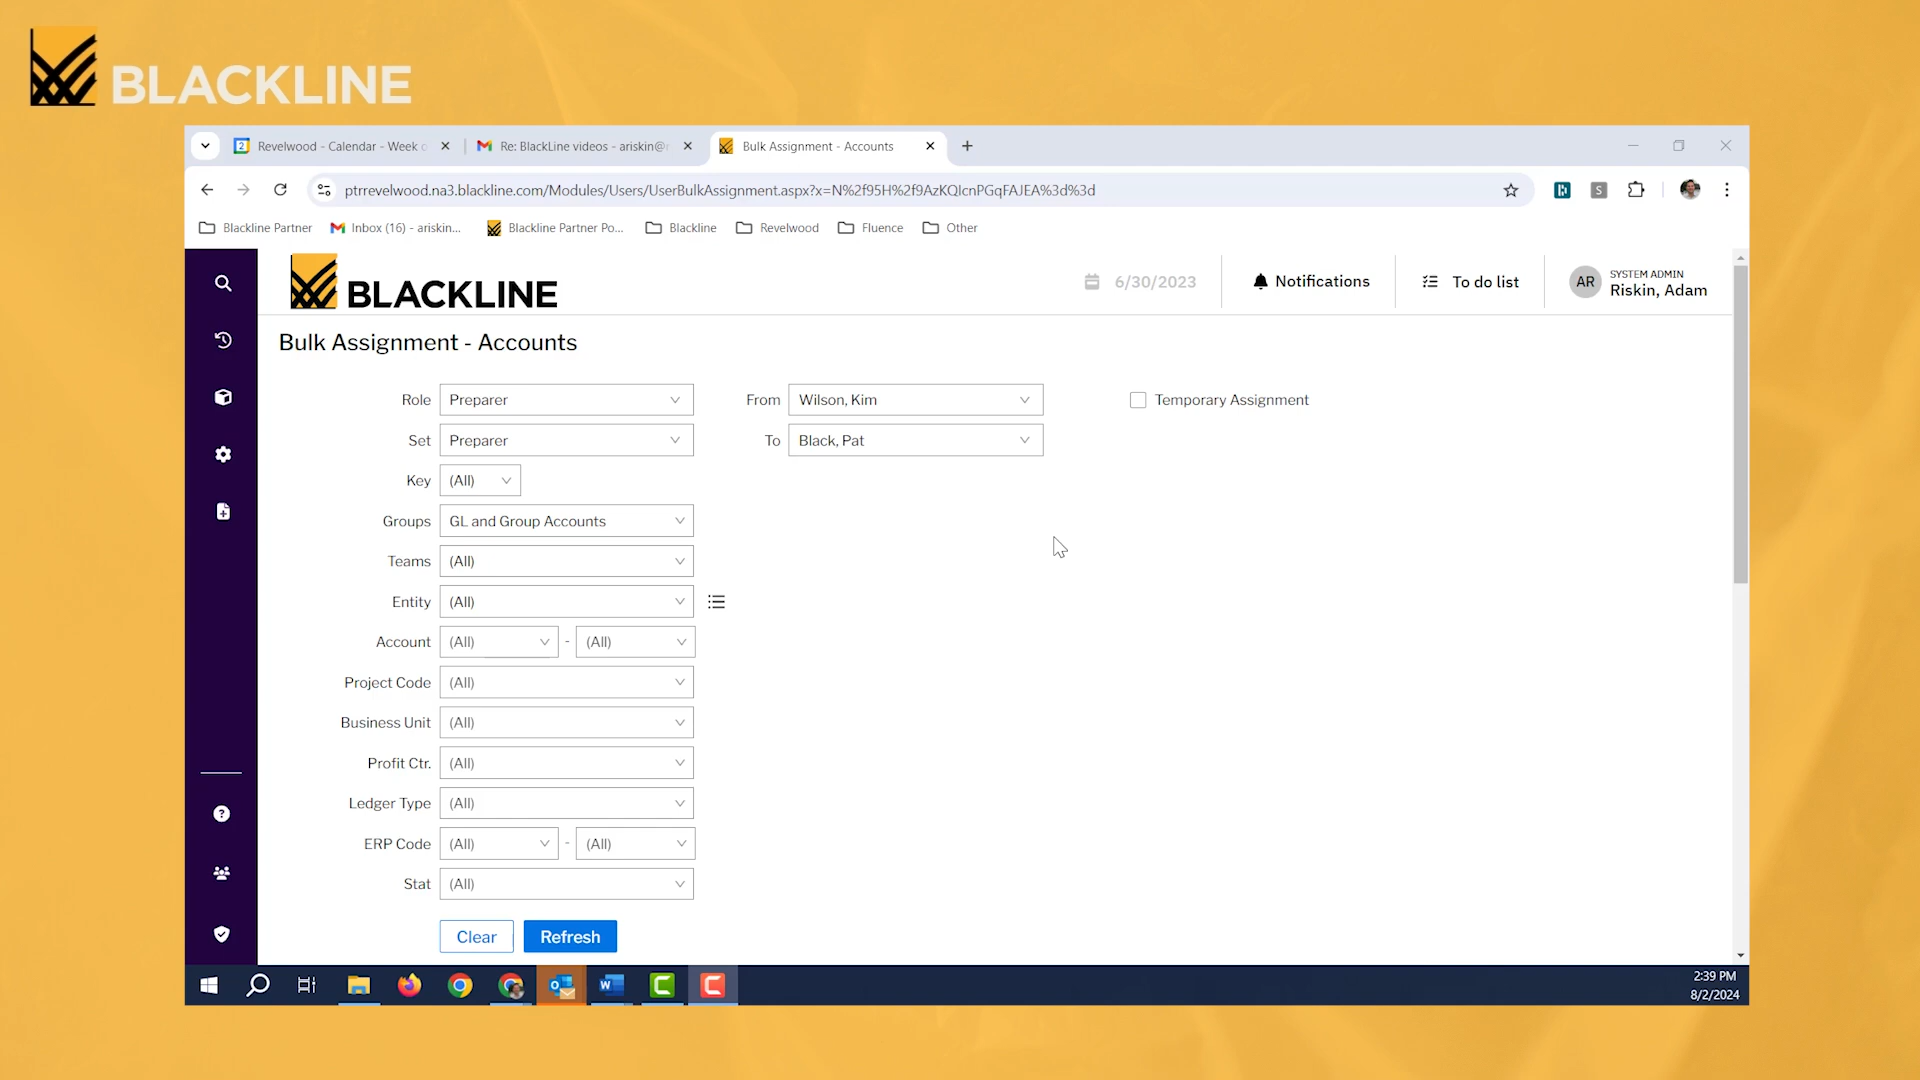 BLACKLINE
Revelwood - Calendar - Week o
Re: BlackLine videos - ariskin@r
Bulk Assignment - Accounts
ptrrevelwood.na3.blackline.com/Modules/Users/UserBulkAssignment.aspx?x=N%2f95H%2f9AzKQIcnPGqFAJEA%3d%3d
Blackline Partner
Inbox (16) - ariskin...
Blackline Partner Po...
Blackline
Revelwood
Fluence
Other
BLACKLINE
6/30/2023
Notifications
To do list
AR
SYSTEM ADMIN
Riskin, Adam
Bulk Assignment - Accounts
Role Preparer From Wilson, Kim Temporary Assignment
Set Preparer To Black, Pat
Key (All)
Groups GL and Group Accounts
Teams (All)
Entity (All)
Account (All) - (All)
Project Code (All)
Business Unit (All)
Profit Ctr. (All)
Ledger Type (All)
ERP Code (All) - (All)
Stat (All)
Clear Refresh
2:39 PM
8/2/2024